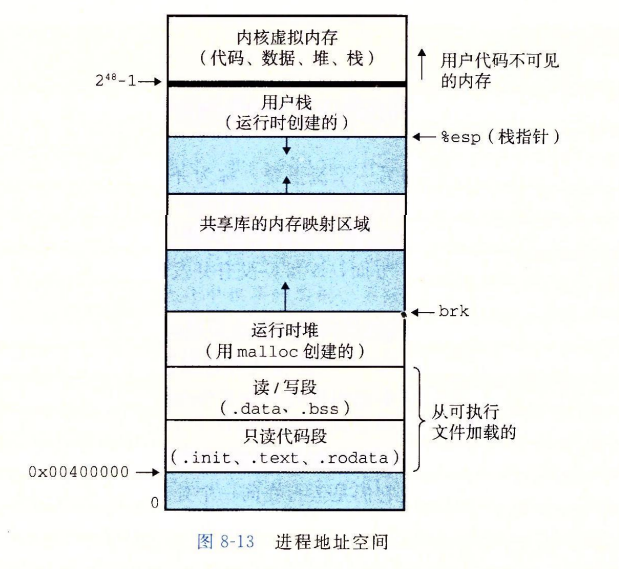 内核虚拟内存
（代码、数据、堆、栈）
用户代码不可见
的内存
2⁴⁸-1
用户栈
（运行时创建的）
%esp（栈指针）
共享库的内存映射区域
brk
运行时堆
（用 malloc 创建的）
读/写段
（.data、.bss）
从可执行
文件加载的
只读代码段
（.init、.text、.rodata）
0x00400000
0
图 8-13 进程地址空间